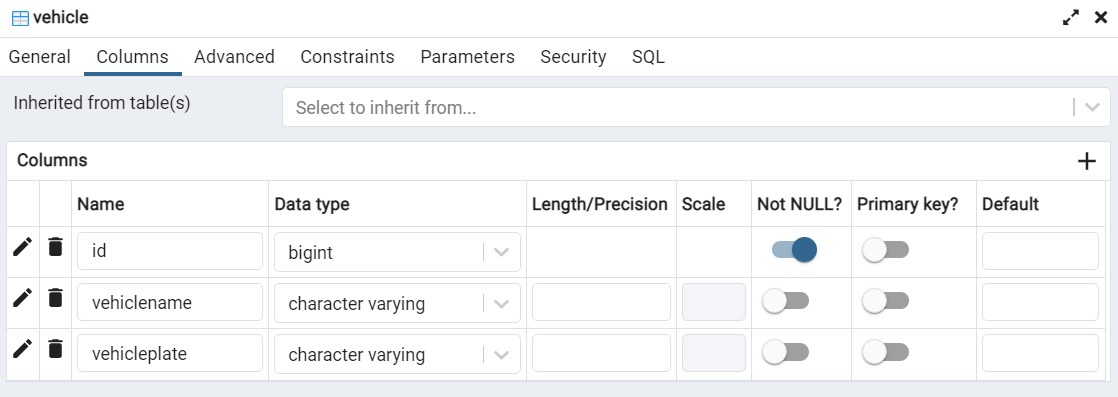 vehicle
General Columns Advanced Constraints Parameters Security SQL
Inherited from table(s) Select to inherit from...
Columns
Name Data type Length/Precision Scale Not NULL? Primary key? Default
id bigint
vehiclename character varying
vehicleplate character varying